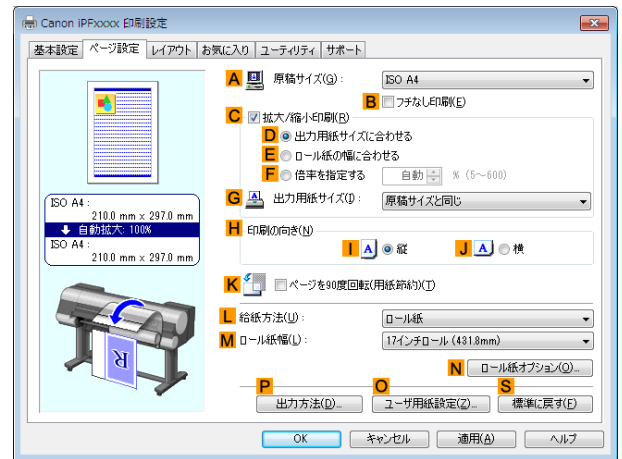 Canon iPFxxxx 印刷設定
基本設定 ページ設定 レイアウト お気に入り ユーティリティ サポート
A 原稿サイズ(G): ISO A4
B フチなし印刷(E)
C 拡大/縮小印刷(R)
D 出力用紙サイズに合わせる
E ロール紙の幅に合わせる
F 倍率を指定する 自動 % (5～600)
G 出力用紙サイズ(I): 原稿サイズと同じ
ISO A4 :
210.0 mm x 297.0 mm
自動拡大: 100%
ISO A4 :
210.0 mm x 297.0 mm
H 印刷の向き(N)
I A 縦 J A 横
K ページを90度回転(用紙節約)(T)
L 給紙方法(U): ロール紙
M ロール紙幅(L): 17インチロール (431.8mm)
N ロール紙オプション(O)...
R
P O S
出力方法(D)... ユーザ用紙設定(Z)... 標準に戻す(F)
OK キャンセル 適用(A) ヘルプ